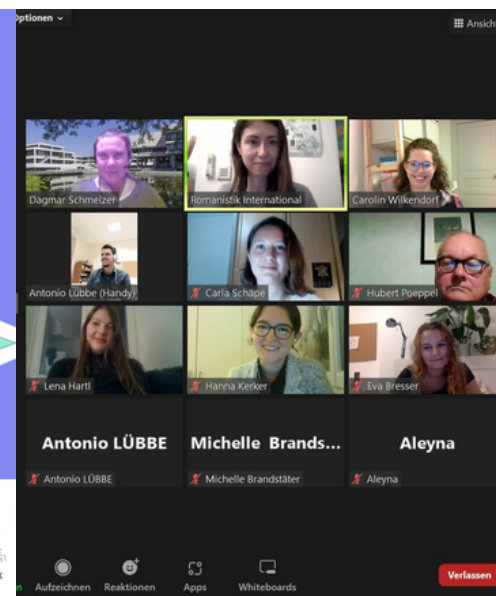 Optionen
Ansich
Dagmar Schmelzer
Romanistik International
Carolin Wilkendorf
Antonio Lübbe (Handy)
Carla Schäpe
Hubert Poeppel
Lena Hartl
Hanna Kerker
Eva Bresser
Antonio LÜBBE
Michelle Brands...
Aleyna
Antonio LÜBBE
Michelle Brandstäter
Aleyna
Aufzeichnen
Reaktionen
Apps
Whiteboards
Verlassen